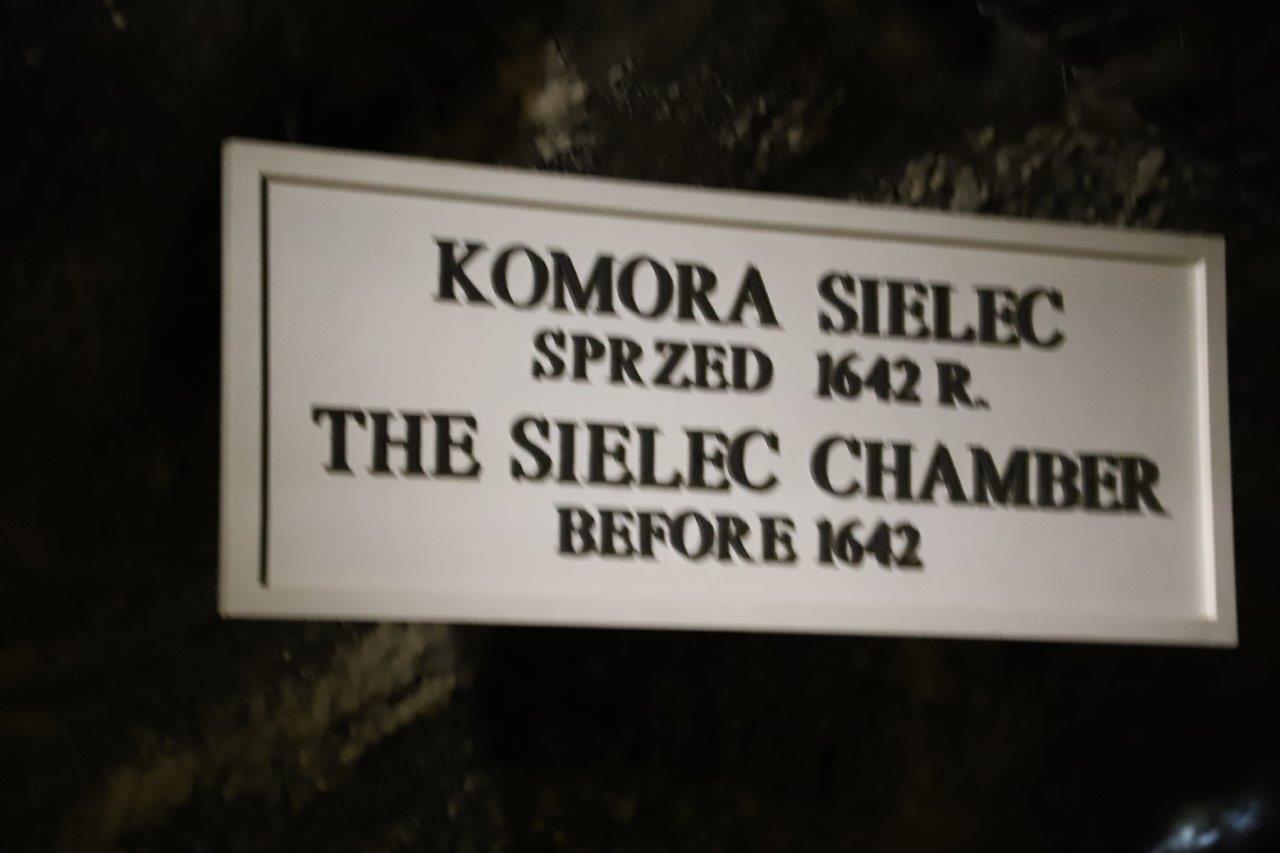 KOMORA SIELEC
SPRZED 1642 R.
THE SIELEC CHAMBER
BEFORE 1642